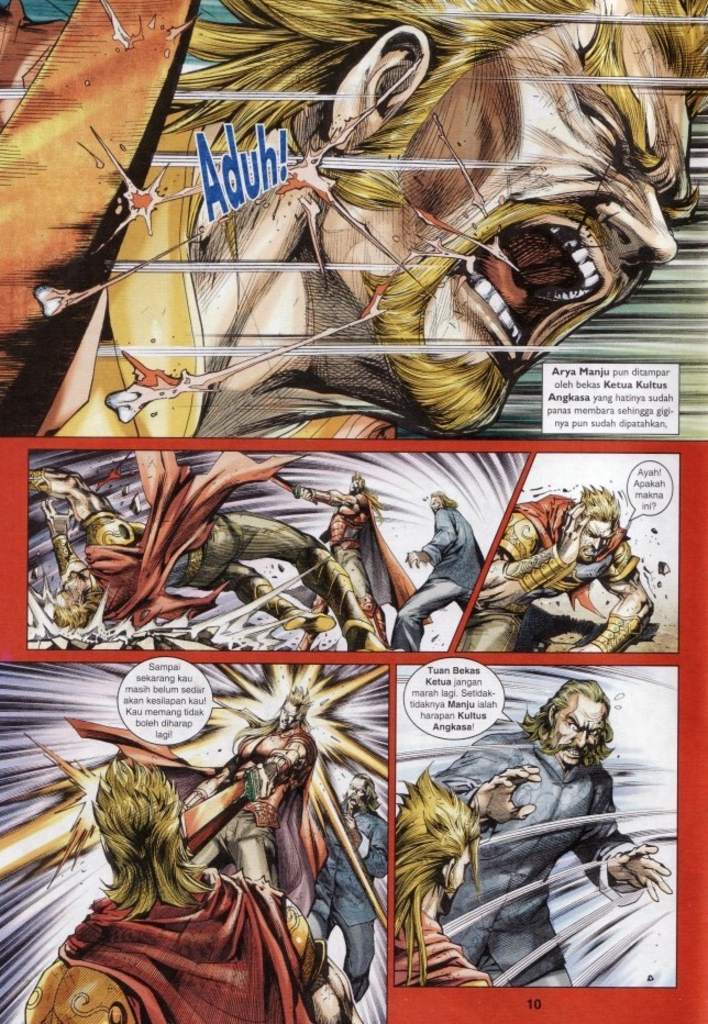 Aduh!
Arya Manju pun ditampar
oleh bekas Ketua Kultus
Angkasa yang hatinya sudah
panas membara sehingga gigi-
nya pun sudah dipatahkan,
Ayah!
Apakah
makna
ini?
Sampai
sekarang kau
masih belum sedar
akan kesilapan kau.
Kau memang tidak
boleh diharap
lagi!
Tuan Bekas
Ketua jangan
marah lagi. Setidak-
tidaknya Manju ialah
harapan Kultus
Angkasa!
10